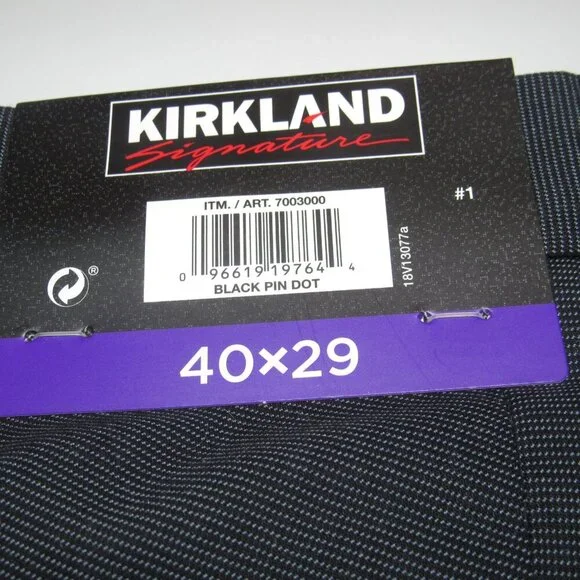 KIRKLAND
Signature
ITM. / ART. 7003000
#1
0 96619 19764 4
BLACK PIN DOT
18V13077a
®
40×29